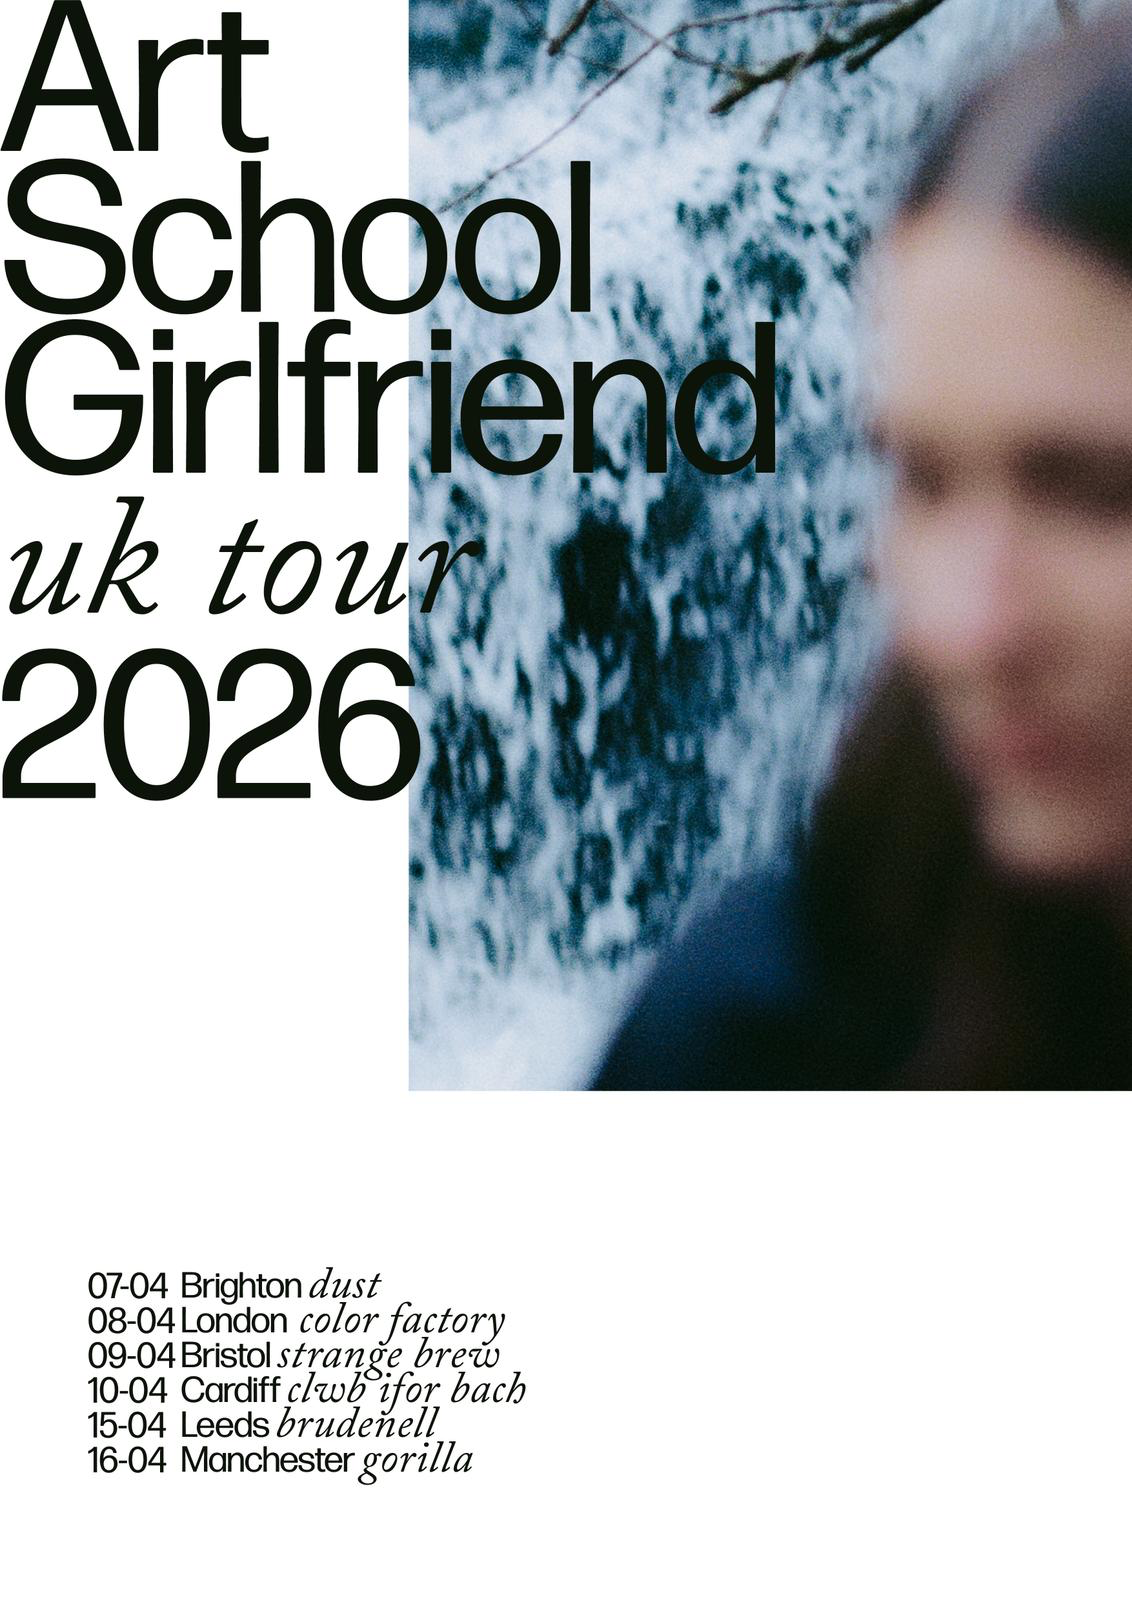 Art
School
Girlfriend
uk tour
2026
07-04 Brighton dust
08-04 London color factory
09-04 Bristol strange brew
10-04 Cardiff clwb ifor bach
15-04 Leeds brudenell
16-04 Manchester gorilla